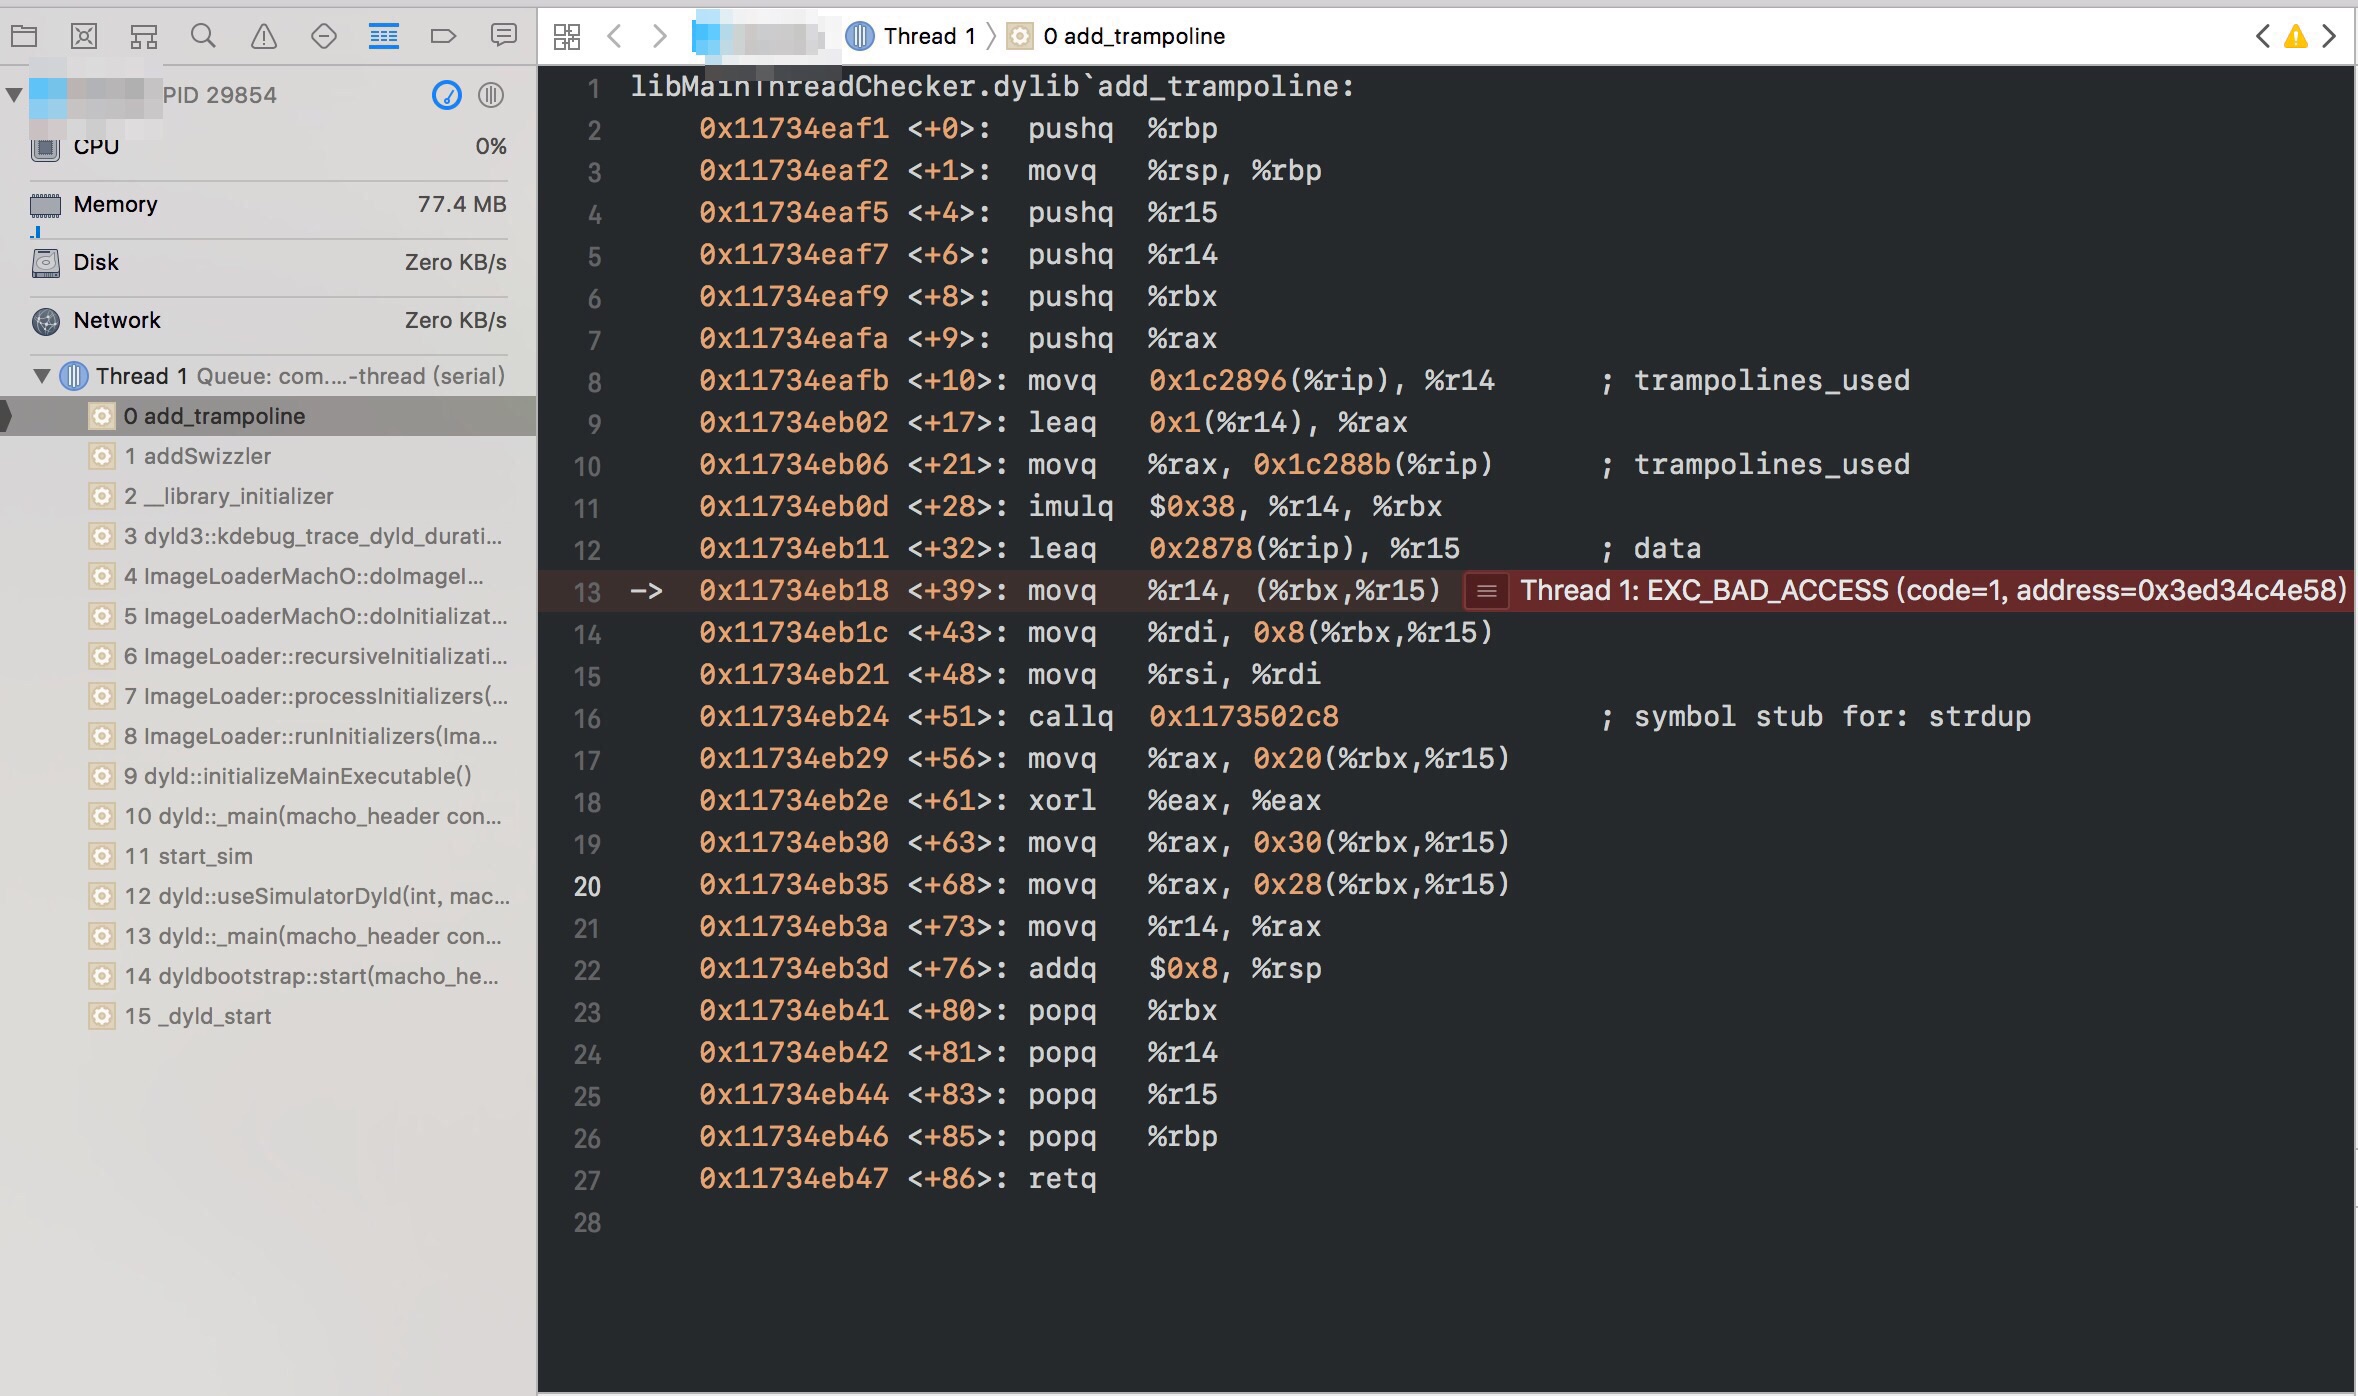 Thread 1 〉 0 add_trampoline
PID 29854
CPU 0%
Memory 77.4 MB
Disk Zero KB/s
Network Zero KB/s
Thread 1 Queue: com....-thread (serial)
0 add_trampoline
1 addSwizzler
2 __library_initializer
3 dyld3::kdebug_trace_dyld_durati...
4 ImageLoaderMachO::doImageI...
5 ImageLoaderMachO::doInitializat...
6 ImageLoader::recursiveInitializati...
7 ImageLoader::processInitializers(...
8 ImageLoader::runInitializers(Ima...
9 dyld::initializeMainExecutable()
10 dyld::_main(macho_header con...
11 start_sim
12 dyld::useSimulatorDyld(int, mac...
13 dyld::_main(macho_header con...
14 dyldbootstrap::start(macho_he...
15 _dyld_start
1 libMainThreadChecker.dylib`add_trampoline:
2 0x11734eaf1 <+0>: pushq %rbp
3 0x11734eaf2 <+1>: movq %rsp, %rbp
4 0x11734eaf5 <+4>: pushq %r15
5 0x11734eaf7 <+6>: pushq %r14
6 0x11734eaf9 <+8>: pushq %rbx
7 0x11734eafa <+9>: pushq %rax
8 0x11734eafb <+10>: movq 0x1c2896(%rip), %r14 ; trampolines_used
9 0x11734eb02 <+17>: leaq 0x1(%r14), %rax
10 0x11734eb06 <+21>: movq %rax, 0x1c288b(%rip) ; trampolines_used
11 0x11734eb0d <+28>: imulq $0x38, %r14, %rbx
12 0x11734eb11 <+32>: leaq 0x2878(%rip), %r15 ; data
13 -> 0x11734eb18 <+39>: movq %r14, (%rbx,%r15) Thread 1: EXC_BAD_ACCESS (code=1, address=0x3ed34c4e58)
14 0x11734eb1c <+43>: movq %rdi, 0x8(%rbx,%r15)
15 0x11734eb21 <+48>: movq %rsi, %rdi
16 0x11734eb24 <+51>: callq 0x1173502c8 ; symbol stub for: strdup
17 0x11734eb29 <+56>: movq %rax, 0x20(%rbx,%r15)
18 0x11734eb2e <+61>: xorl %eax, %eax
19 0x11734eb30 <+63>: movq %rax, 0x30(%rbx,%r15)
20 0x11734eb35 <+68>: movq %rax, 0x28(%rbx,%r15)
21 0x11734eb3a <+73>: movq %r14, %rax
22 0x11734eb3d <+76>: addq $0x8, %rsp
23 0x11734eb41 <+80>: popq %rbx
24 0x11734eb42 <+81>: popq %r14
25 0x11734eb44 <+83>: popq %r15
26 0x11734eb46 <+85>: popq %rbp
27 0x11734eb47 <+86>: retq
28